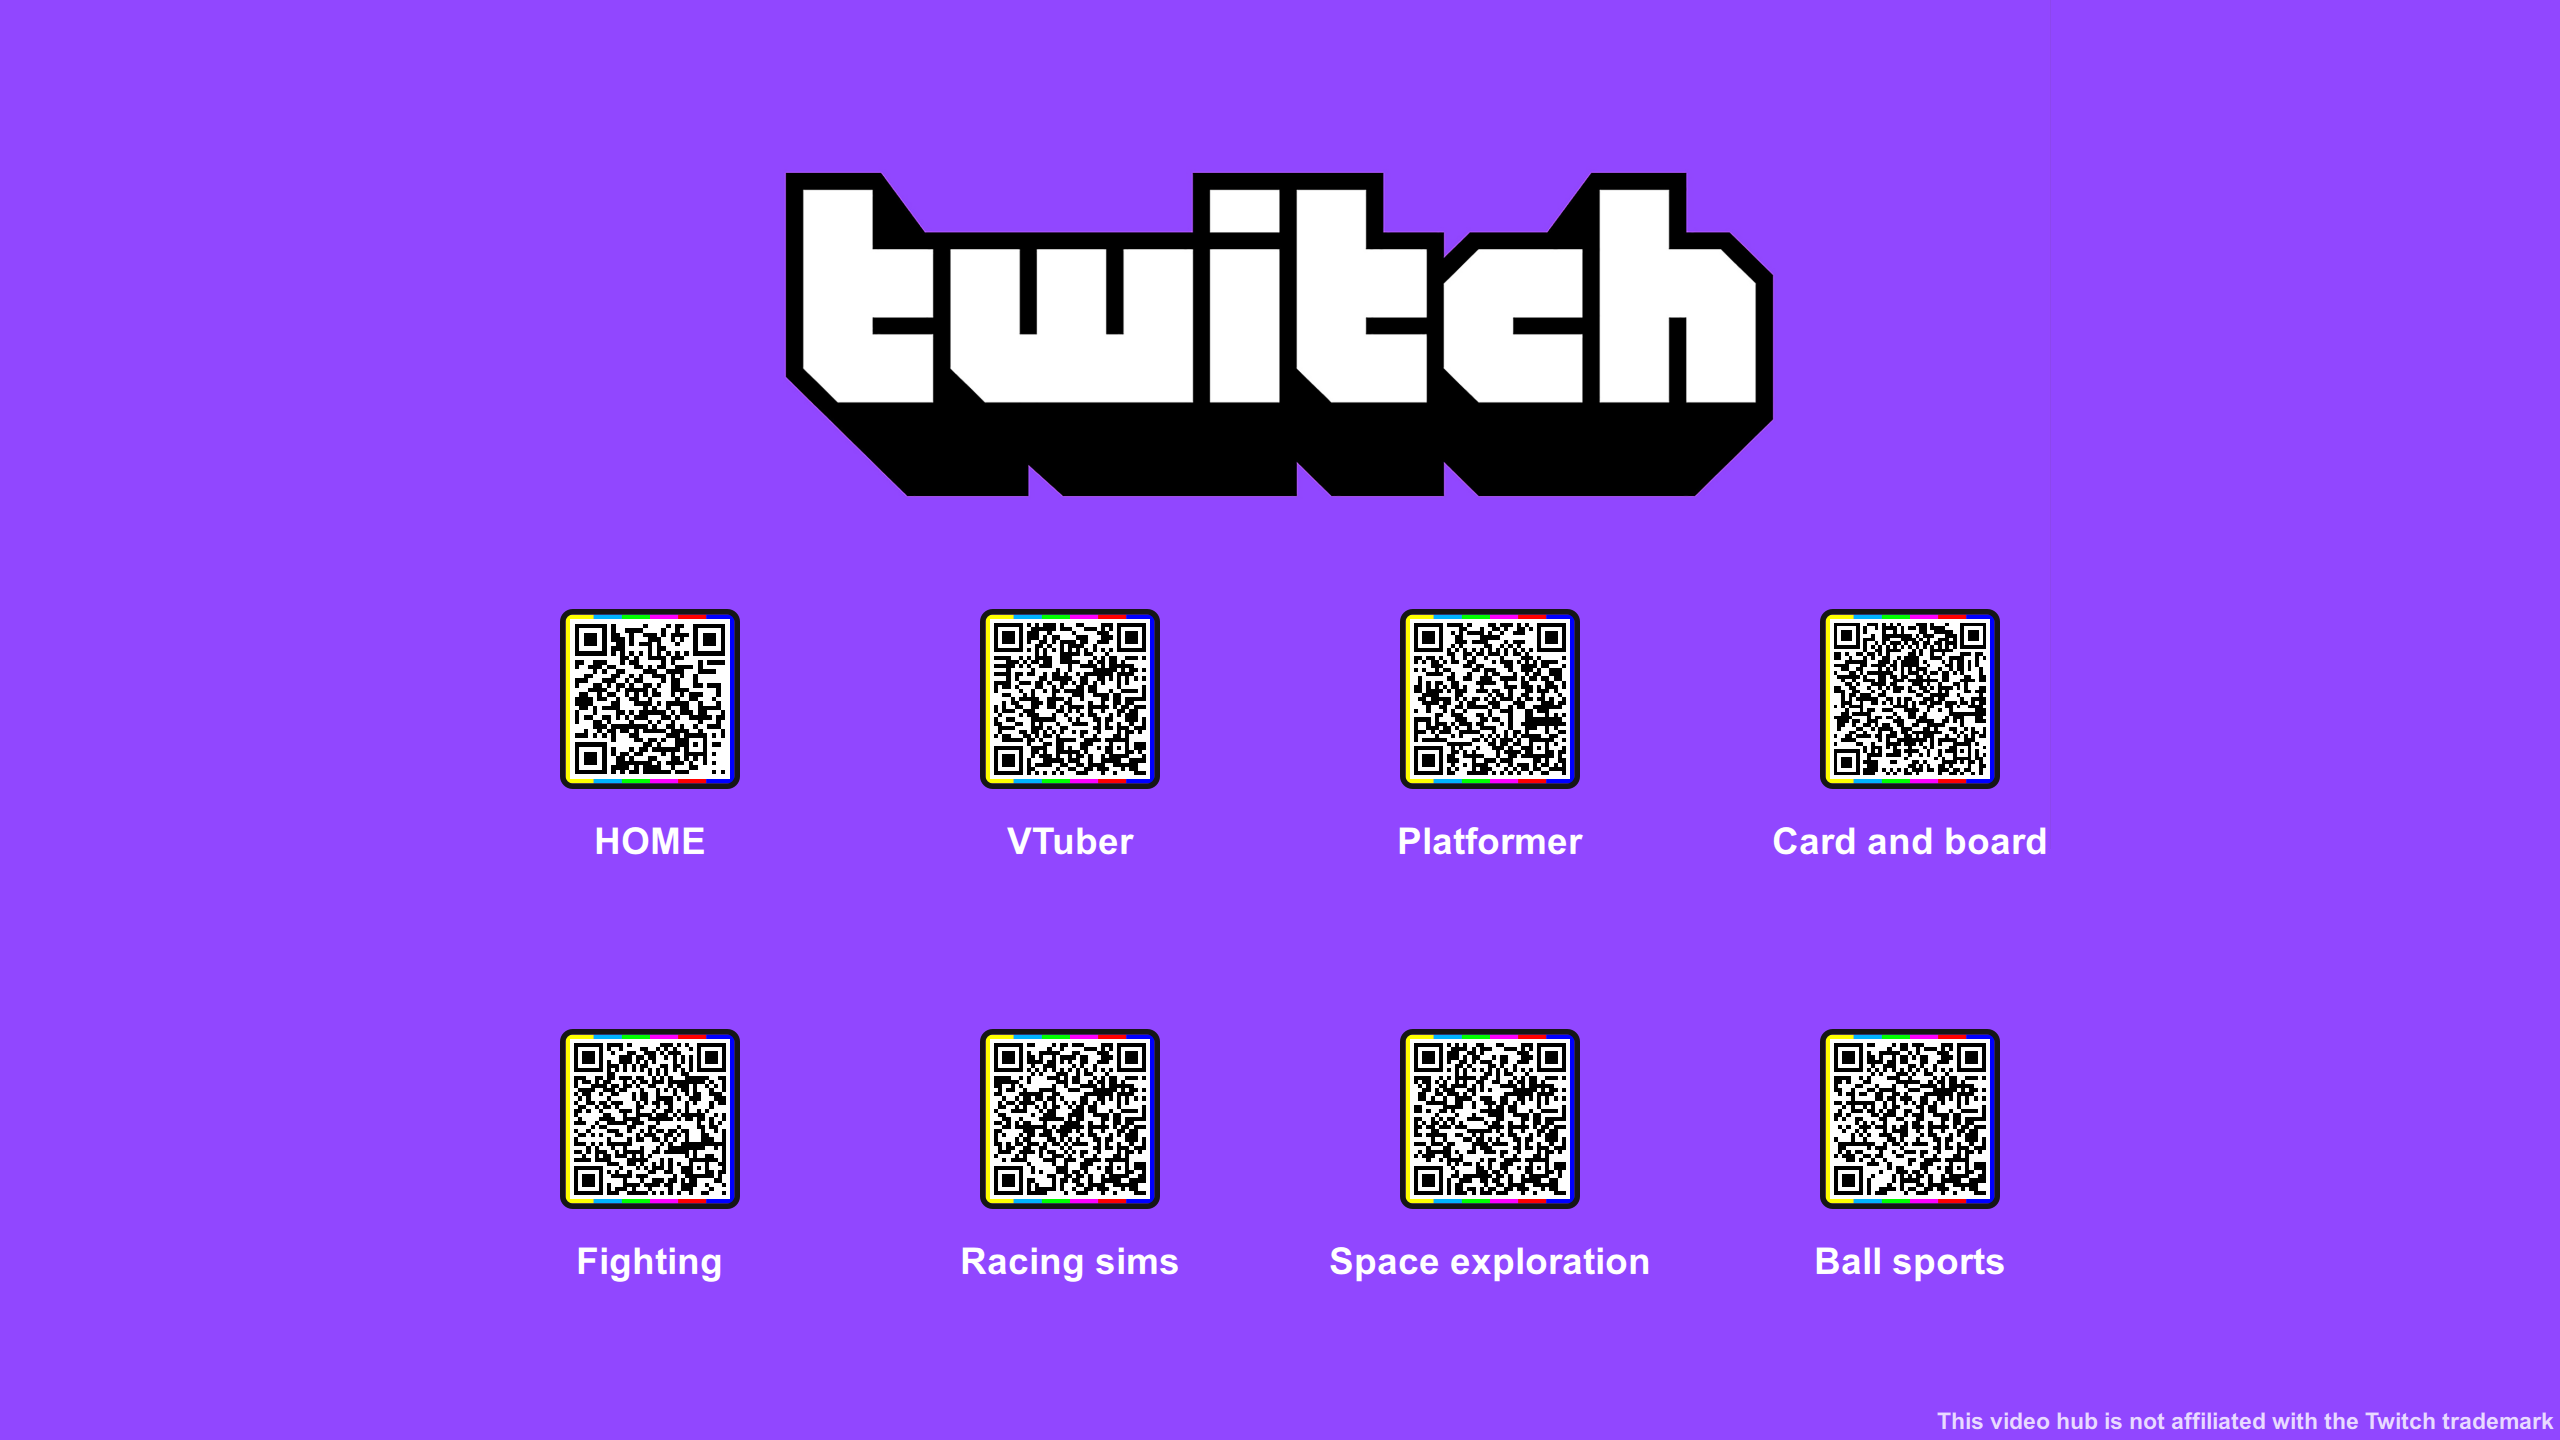 twitch
HOME
VTuber
Platformer
Card and board
Fighting
Racing sims
Space exploration
Ball sports
This video hub is not affiliated with the Twitch trademark